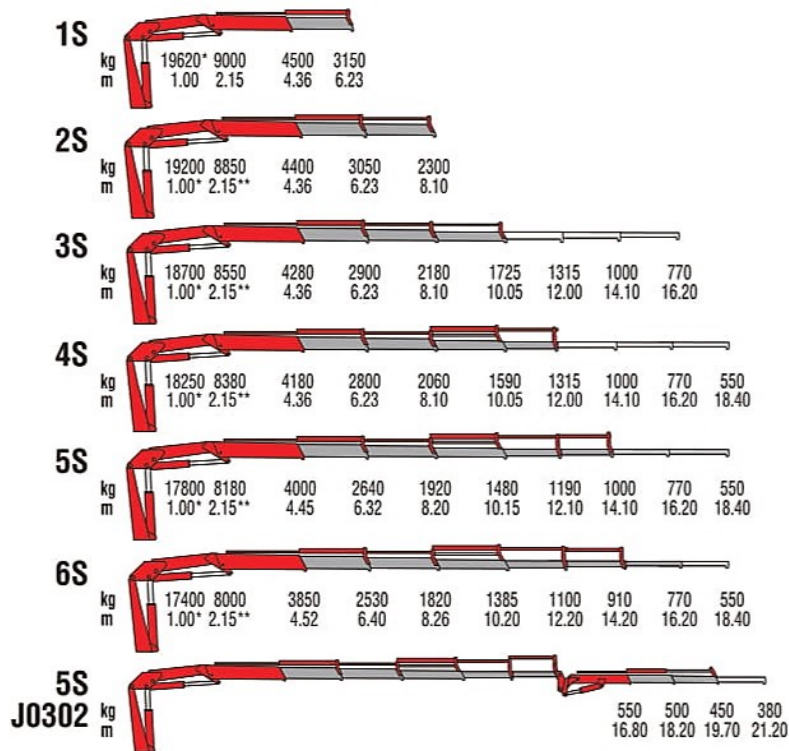 1S
kg 19620* 9000 4500 3150
m 1.00 2.15 4.36 6.23
2S
kg 19200 8850 4400 3050 2300
m 1.00* 2.15** 4.36 6.23 8.10
3S
kg 18700 8550 4280 2900 2180 1725 1315 1000 770
m 1.00* 2.15** 4.36 6.23 8.10 10.05 12.00 14.10 16.20
4S
kg 18250 8380 4180 2800 2060 1590 1315 1000 770 550
m 1.00* 2.15** 4.36 6.23 8.10 10.05 12.00 14.10 16.20 18.40
5S
kg 17800 8180 4000 2640 1920 1480 1190 1000 770 550
m 1.00* 2.15** 4.45 6.32 8.20 10.15 12.10 14.10 16.20 18.40
6S
kg 17400 8000 3850 2530 1820 1385 1100 910 770 550
m 1.00* 2.15** 4.52 6.40 8.26 10.20 12.20 14.20 16.20 18.40
5S
J0302 kg 550 500 450 380
m 16.80 18.20 19.70 21.20